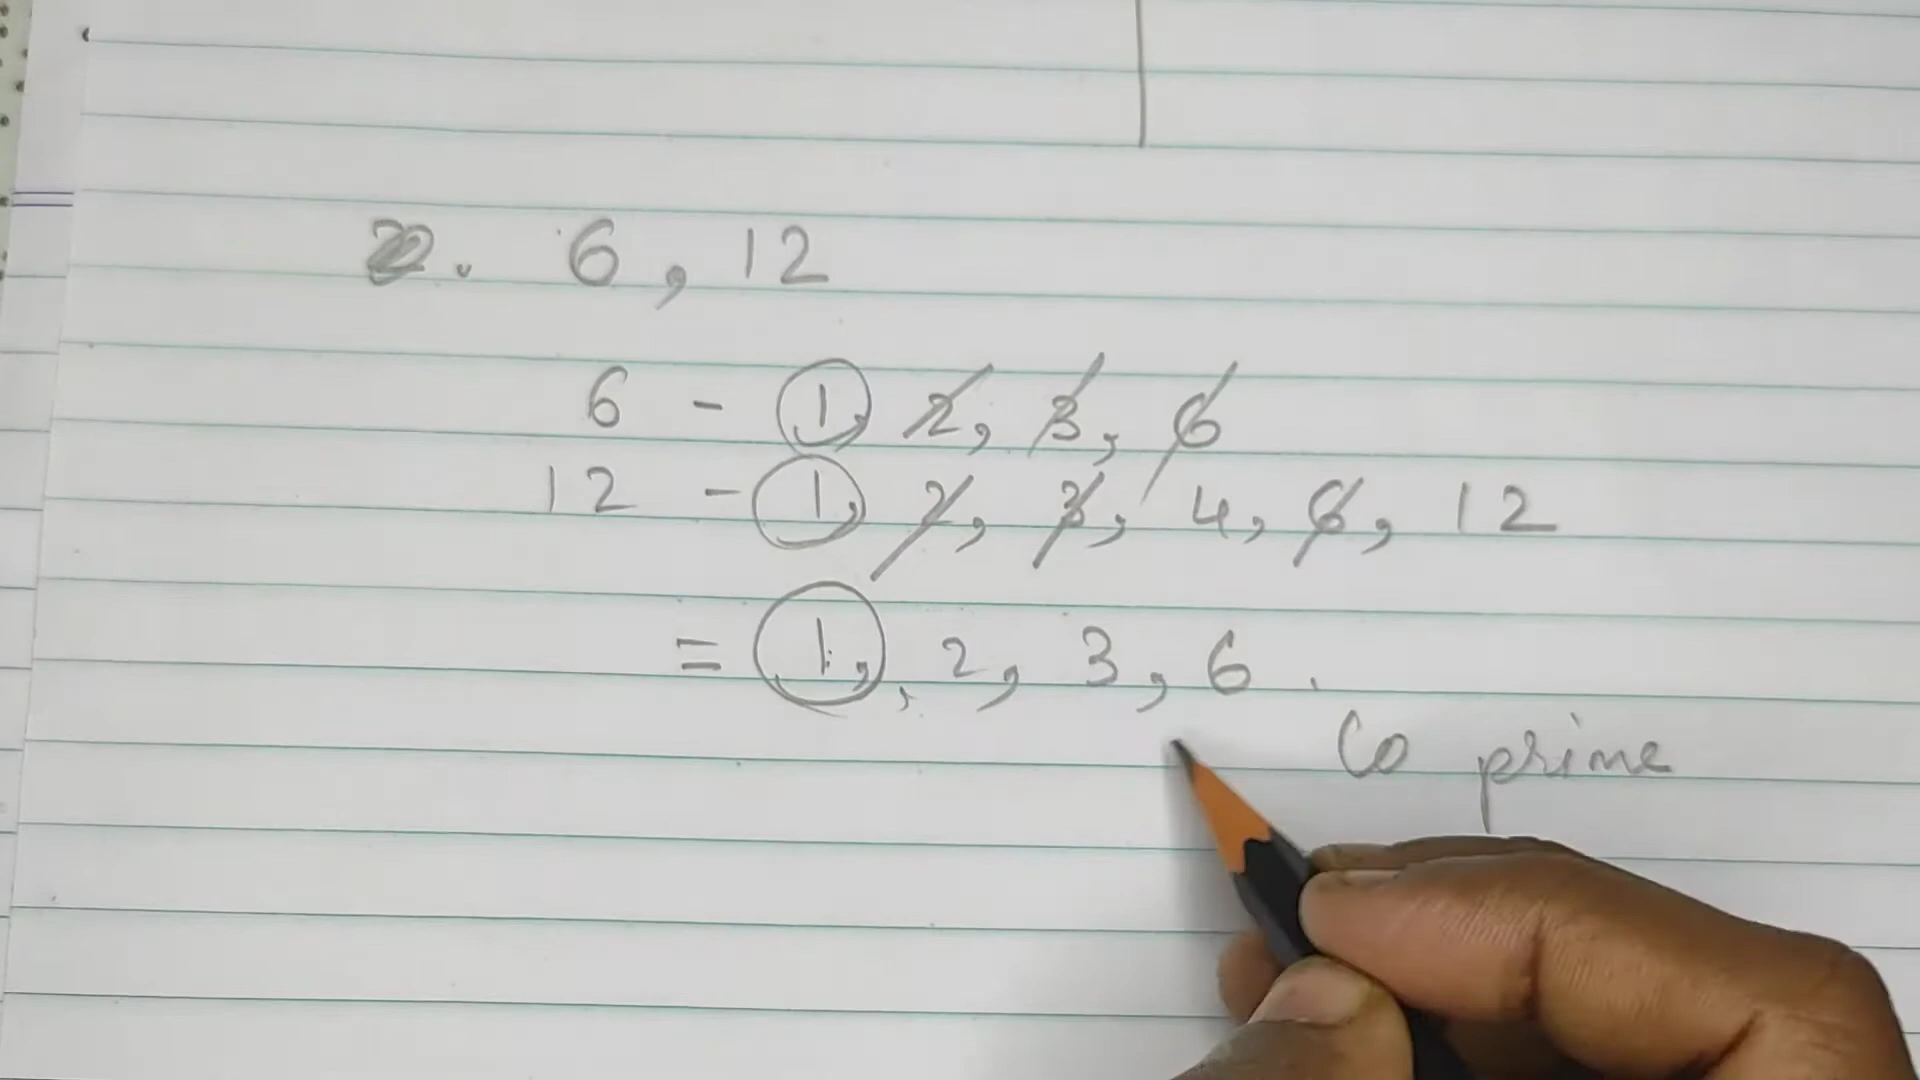 2. 6, 12
6 - 1, 2, 3, 6
12 - 1, 2, 3, 4, 6, 12
= 1,, 2, 3, 6.
Co prime